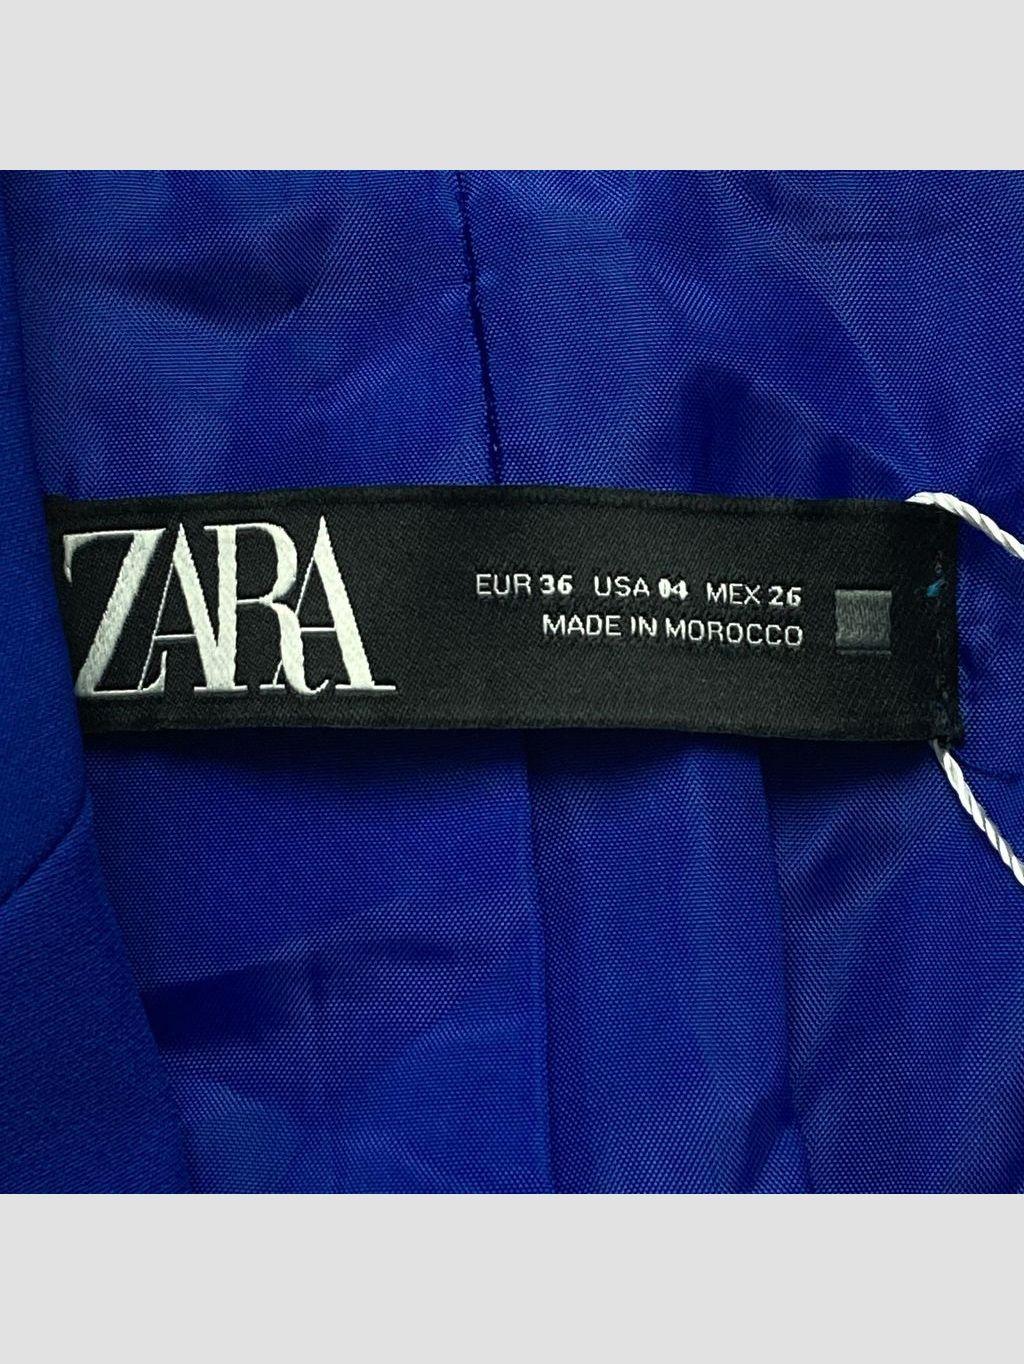 ZARA
EUR 36 USA 04 MEX 26
MADE IN MOROCCO